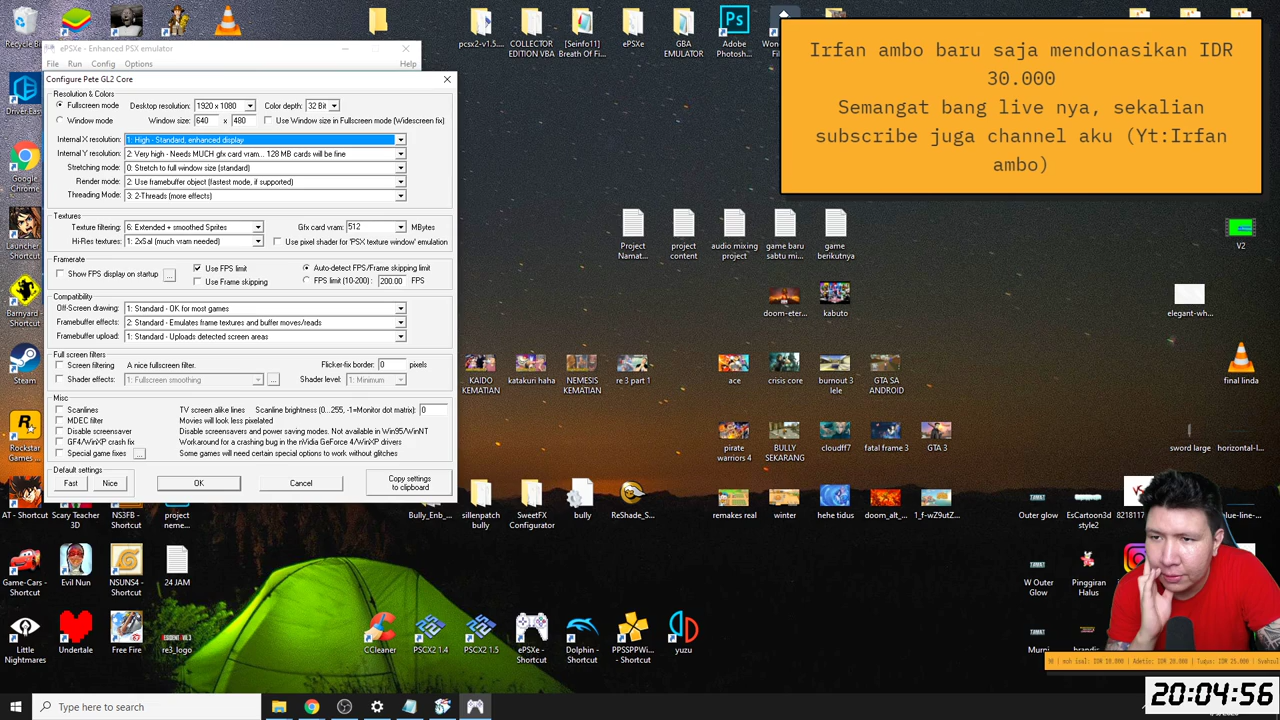 Irfan ambo baru saja mendonasikan IDR
30.000
Semangat bang live nya, sekalian
subscribe juga channel aku (Yt:Irfan
ambo)
ePSXe - Enhanced PSX emulator
File Run Config Options Help
Configure Pete GL2 Core
Resolution & Colors
Fullscreen mode Desktop resolution: 1920 x 1080 Color depth: 32 Bit
Window mode Window size: 640 x 480 Use Window size in Fullscreen mode (Widescreen fix)
Internal X resolution: 1: High - Standard, enhanced display
Internal Y resolution: 2: Very high - Needs MUCH gfx card vram... 128 MB cards will be fine
Stretching mode: 0: Stretch to full window size (standard)
Render mode: 2: Use framebuffer object (fastest mode, if supported)
Threading Mode: 3: 2-Threads (more effects)
Textures
Texture filtering: 6: Extended + smoothed Sprites Gfx card vram: 512 MBytes
Hi-Res textures: 1: 2xSaI (much vram needed) Use pixel shader for 'PSX texture window' emulation
Framerate
Show FPS display on startup ... Use FPS limit Auto-detect FPS/Frame skipping limit
Use Frame skipping FPS limit (10-200): 200.00 FPS
Compatibility
Off-Screen drawing: 1: Standard - OK for most games
Framebuffer effects: 2: Standard - Emulates frame textures and buffer moves/reads
Framebuffer upload: 1: Standard - Uploads detected screen areas
Full screen filters
Screen filtering A nice fullscreen filter. Flicker-fix border: 0 pixels
Shader effects: 1: Fullscreen smoothing ... Shader level: 1: Minimum
Misc
Scanlines TV screen alike lines Scanline brightness (0...255, -1=Monitor dot matrix): 0
MDEC filter Movies will look less pixelated
Disable screensaver Disable screensavers and power saving modes. Not available in Win95/WinNT
GF4/WinXP crash fix Workaround for a crashing bug in the nVidia GeForce 4/WinXP drivers
Special game fixes ... Some games will need certain special options to work without glitches
Default settings
Fast Nice OK Cancel Copy settings
to clipboard
pcsx2-v1.5...
COLLECTOR
EDITION VBA
[Seinfo11]
Breath Of Fi...
ePSXe
GBA
EMULATOR
Ps
Adobe
Photosh...
Project
Namat...
project
content
audio mixing
project
game baru
sabtu mi...
game
berikutnya
V2
doom-eter...
kabuto
elegant-wh...
KAIDO
KEMATIAN
katakuri haha
NEMESIS
KEMATIAN
re 3 part 1
ace
crisis core
burnout 3
lele
GTA SA
ANDROID
final linda
pirate
warriors 4
BULLY
SEKARANG
cloudff7
fatal frame 3
GTA 3
sword large
horizontal-l...
Bully_Enb_...
sillenpatch
bully
SweetFX
Configurator
bully
ReShade_S...
remakes real
winter
hehe tidus
doom_alt_...
1_f-wZ9utZ...
Outer glow
EsCartoon3d
style2
8218117
W Outer
Glow
Pinggiran
Halus
Google
Chrome
Barnyard -
Shortcut
Steam
Rockstar
Games ...
AT - Shortcut
Scary Teacher
3D
NS3FB -
Shortcut
project
neme...
Game-Cars -
Shortcut
Evil Nun
NSUNS4 -
Shortcut
24 JAM
Little
Nightmares
Undertale
Free Fire
re3_logo
CCleaner
PSCX2 1.4
PSCX2 1.5
ePSXe -
Shortcut
Dolphin -
Shortcut
PPSSPPWi...
- Shortcut
yuzu
Type here to search
20:04:56